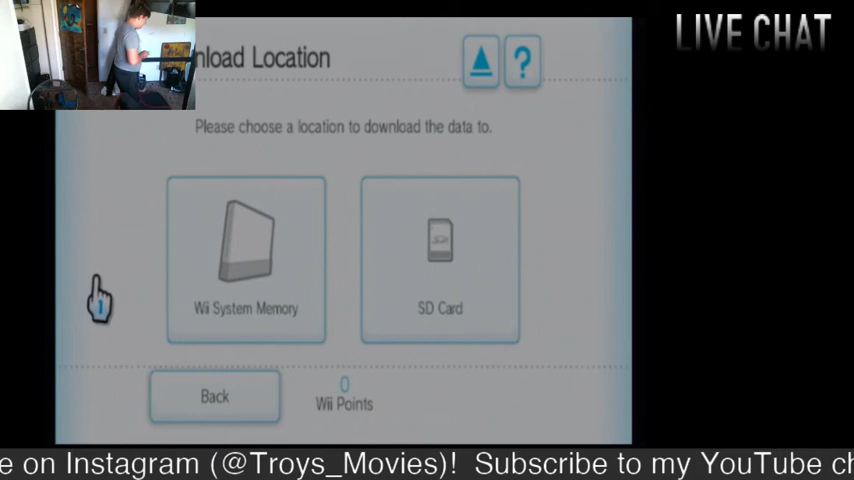 LIVE CHAT
nload Location
?
Please choose a location to download the data to.
Wii System Memory
SD Card
1
Back
0
Wii Points
e on Instagram (@Troys_Movies)! Subscribe to my YouTube ch